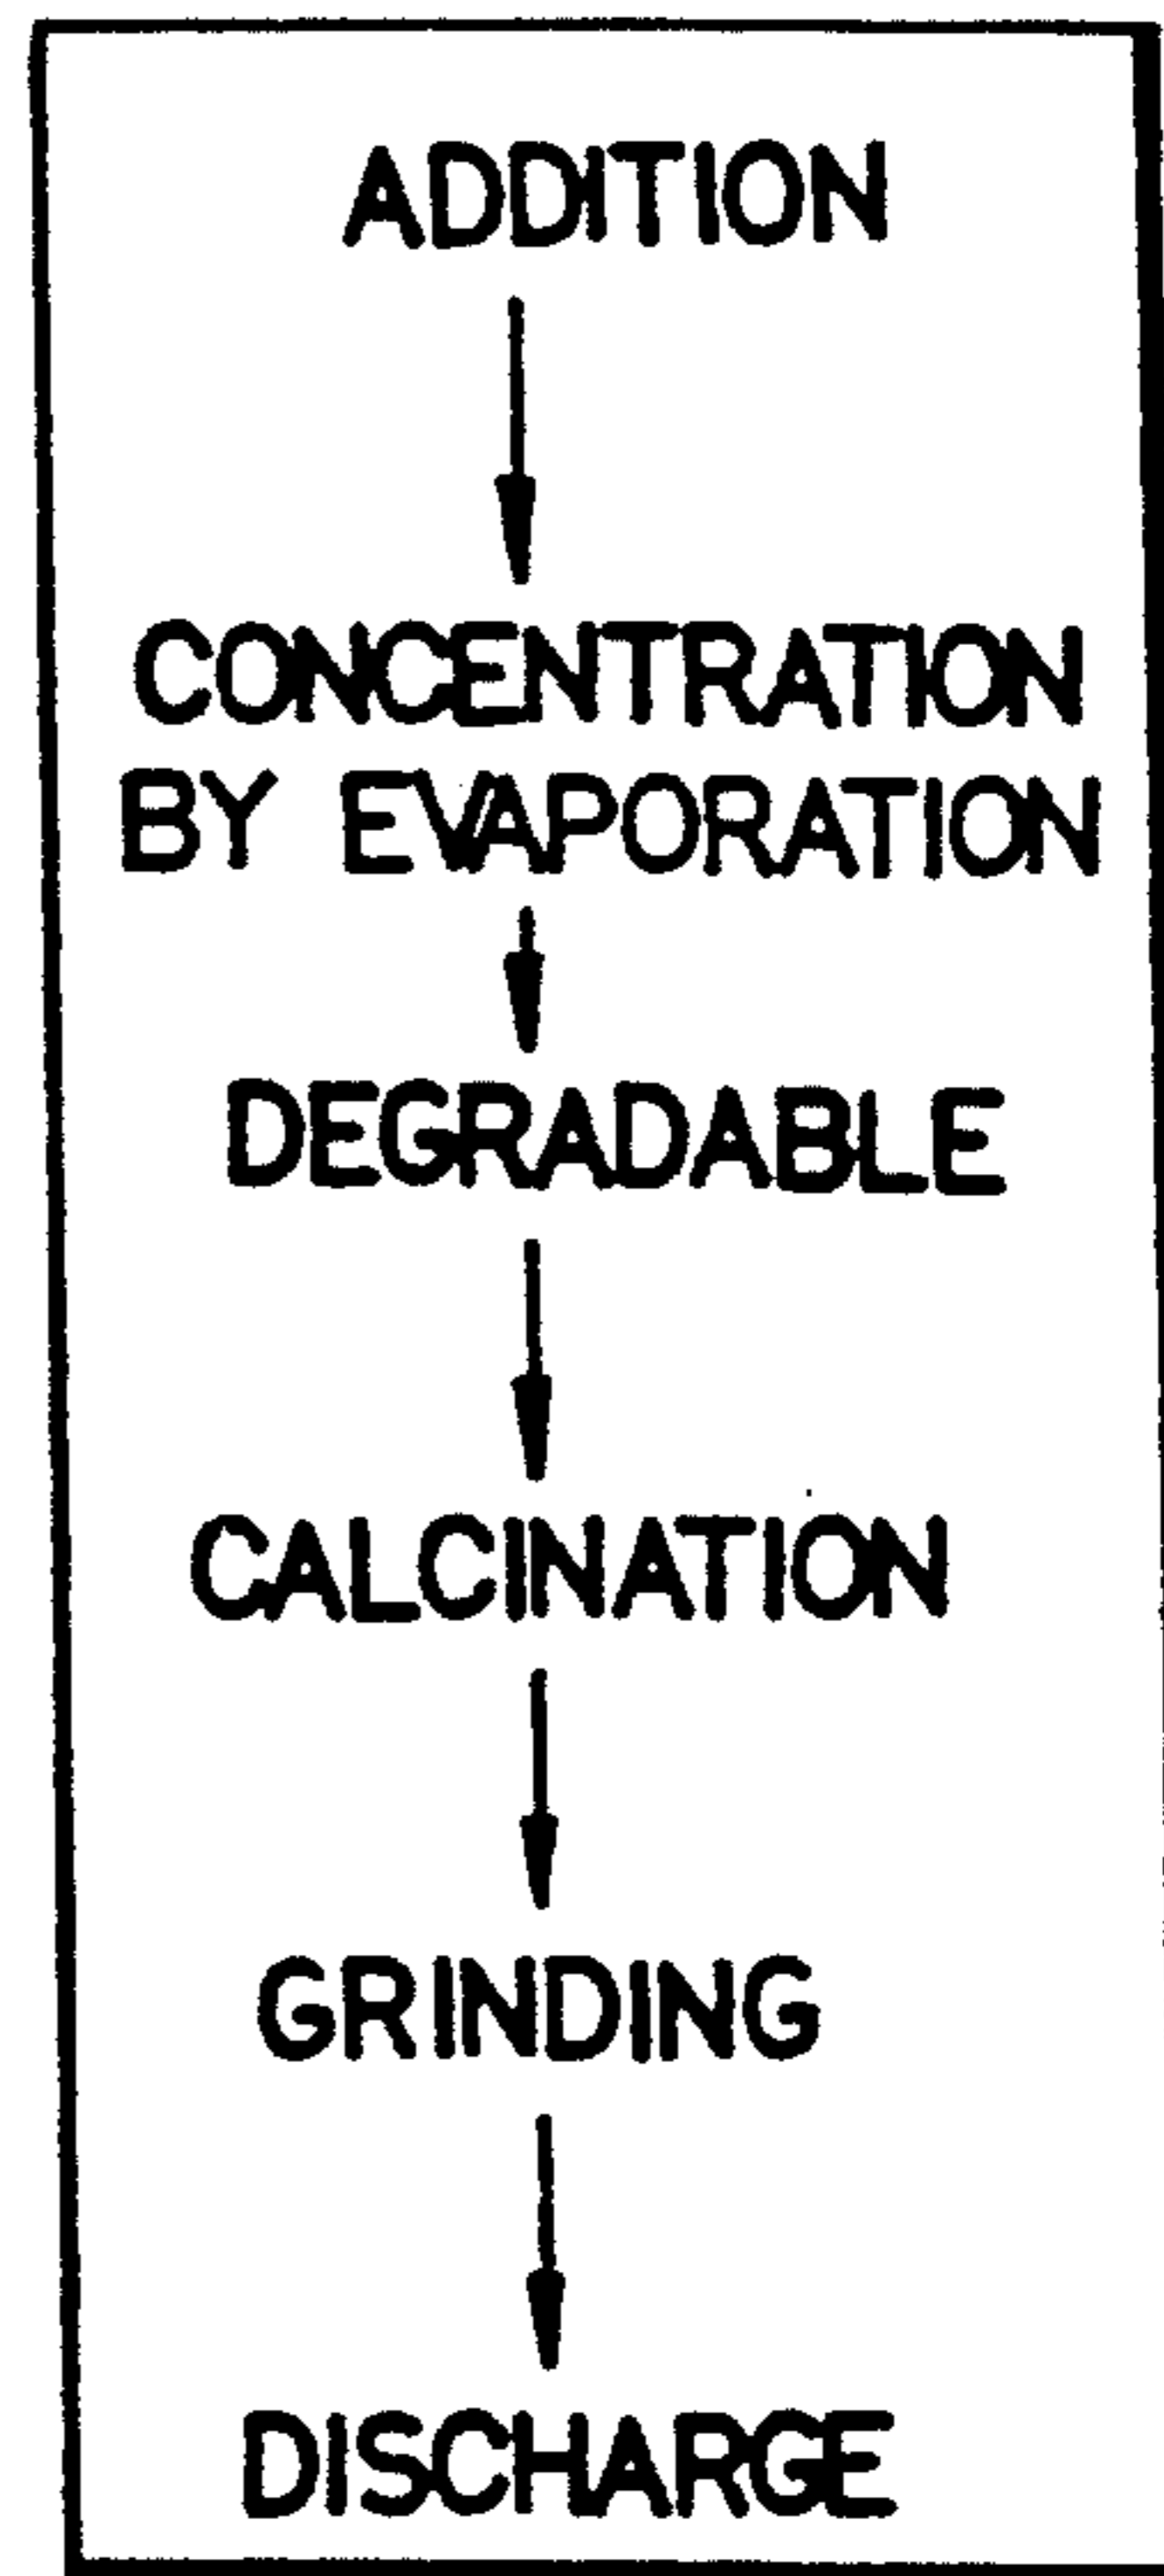 ADDITION
CONCENTRATION
BY EVAPORATION
DEGRADABLE
CALCINATION
GRINDING
DISCHARGE